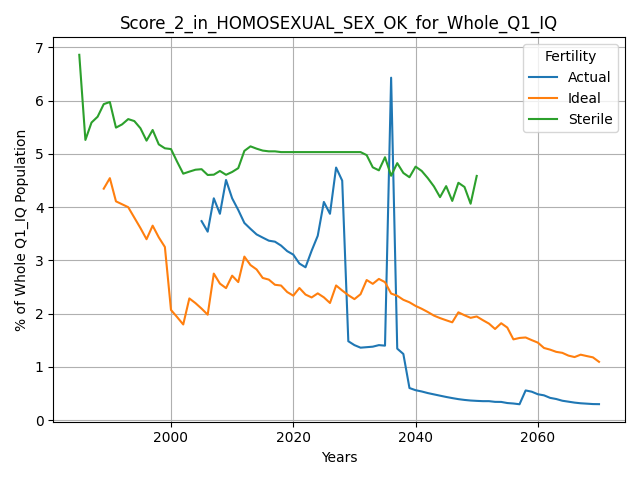 Score_2_in_HOMOSEXUAL_SEX_OK_for_Whole_Q1_IQ
Fertility
Actual
Ideal
Sterile
% of Whole Q1_IQ Population
7
6
5
4
3
2
1
0
2000
2020
2040
2060
Years